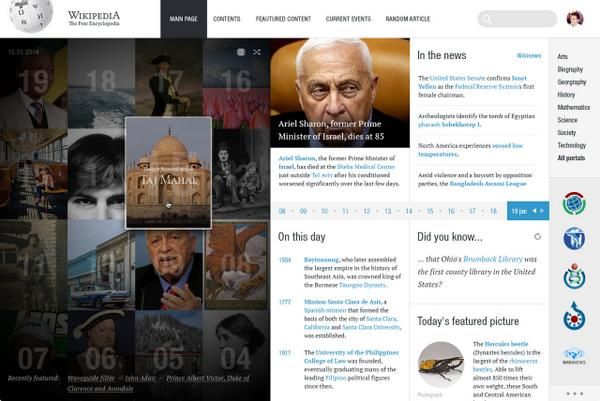 WIKIPEDIA
The Free Encyclopedia
MAIN PAGE
CONTENTS
FEATURED CONTENT
CURRENT EVENTS
RANDOM ARTICLE
15.01.2014
19
18
17
16
Today's featured article
TAJ MAHAL
11
08
07
06
05
04
Recently featured: Waveguide filter – John Adair – Prince Albert Victor, Duke of
Clarence and Avondale
Ariel Sharon, former Prime
Minister of Israel, dies at 85
Ariel Sharon, the former Prime Minister of
Israel, has died at the Sheba Medical Center
just outside Tel Aviv after his conditioned
worsened significantly over the last few days.
In the news
Wikinews
The United States Senate confirms Janet
Yellen as the Federal Reserve System's first
female chairman.
Archeologists identify the tomb of Egyptian
pharaoh Sobekhotep I.
North America experiences record low
temperatures.
Amid violence and a boycott by opposition
parties, the Bangladesh Awami League
08 09 10 11 12 13 14 15 16 17 18 19 jan
On this day
1554
Bayinnaung, who later assembled
the largest empire in the history of
Southeast Asia, was crowned king
of the Burmese Taungoo Dynasty.
1777
Mission Santa Clara de Asís, a
Spanish mission that formed the
basis of both the city of Santa Clara,
California and Santa Clara University,
was established.
1911
The University of the Philippines
College of Law was founded,
eventually graduating many of the
leading Filipino political figures
since then.
Did you know...
... that Ohio's Brumback Library was
the first county library in the United
States?
Today's featured picture
The Hercules beetle
(Dynastes hercules) is the
largest of the rhinoceros
beetles. Able to lift
almost 850 times their
own weight, these are
used in South and Central
Photograph:
Arts
Biography
Geography
History
Mathematics
Science
Society
Technology
All portals
WIKINEWS